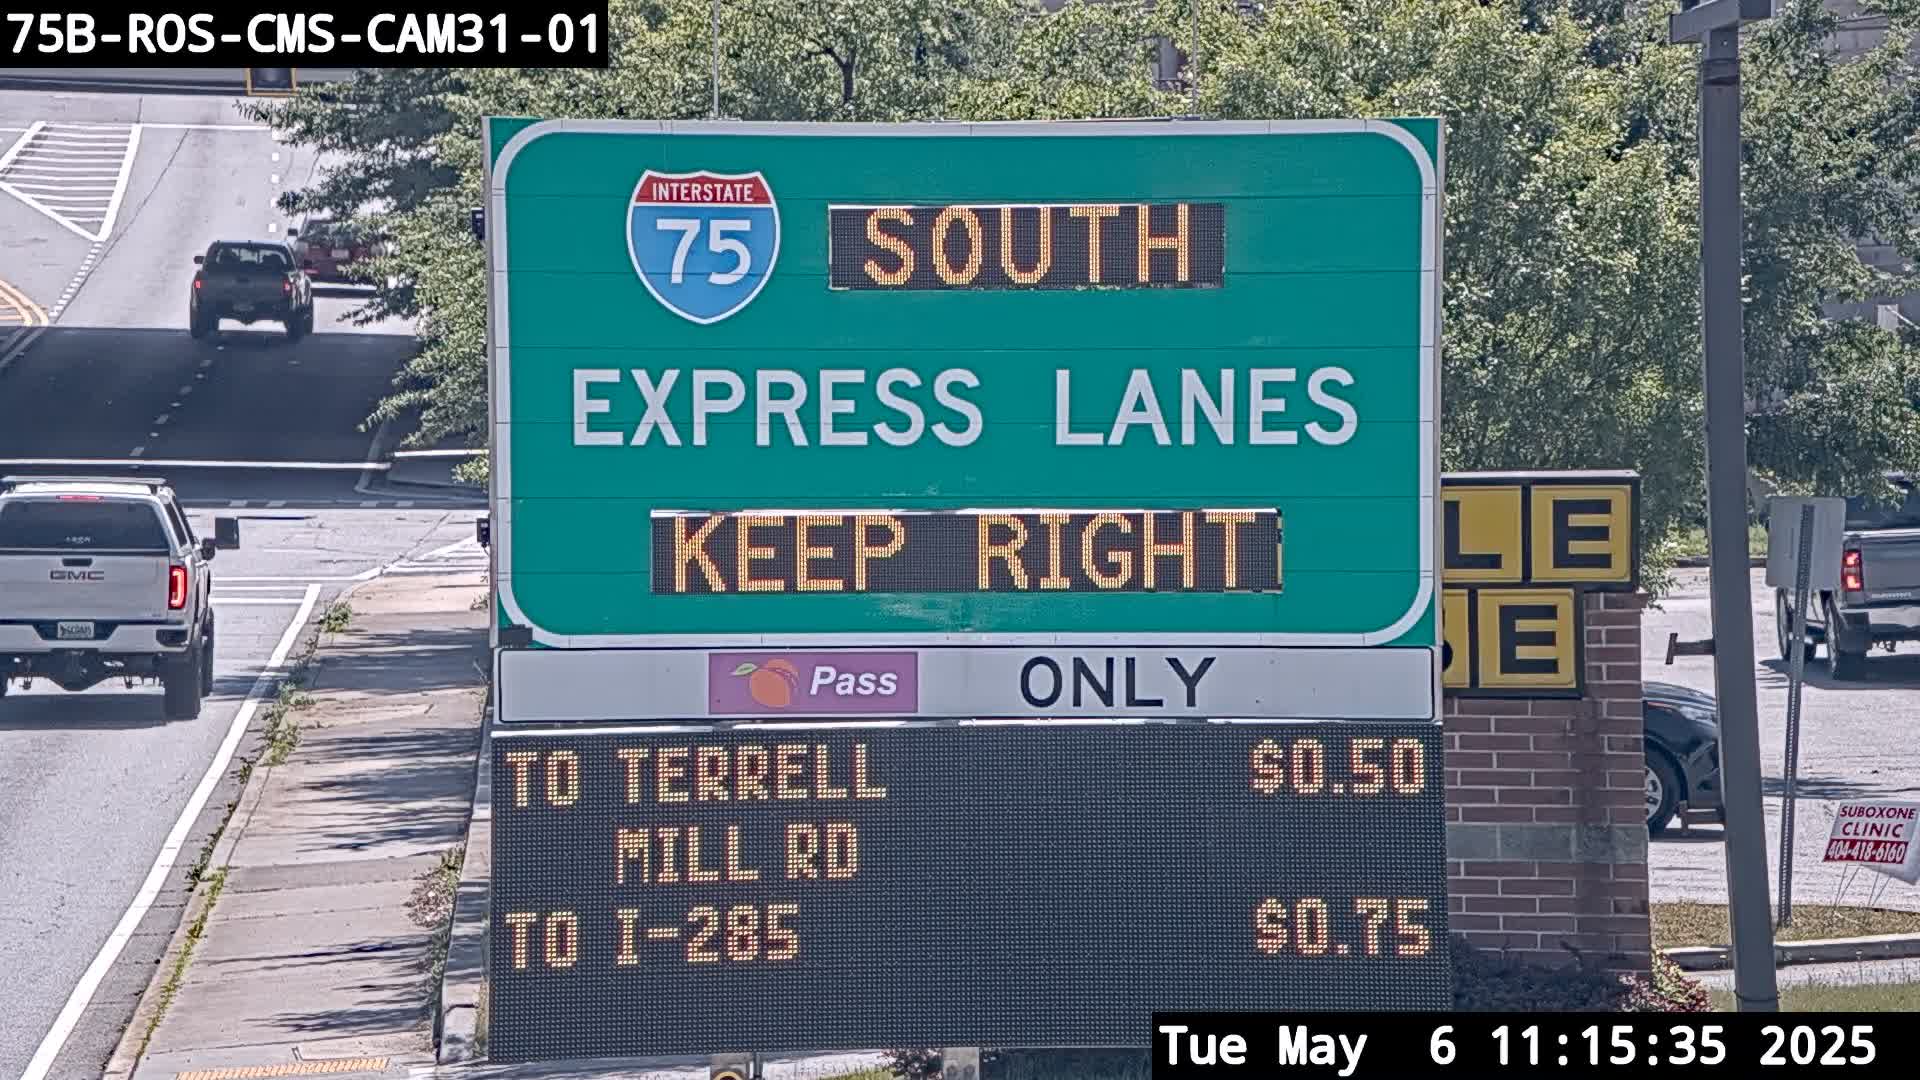 75B-ROS-CMS-CAM31-01
INTERSTATE
75
SOUTH
EXPRESS LANES
KEEP RIGHT
Pass ONLY
TO TERRELL $0.50
MILL RD
TO I-285 $0.75
GMC
LE
E
SUBOXONE
CLINIC
404-418-6160
Tue May 6 11:15:35 2025